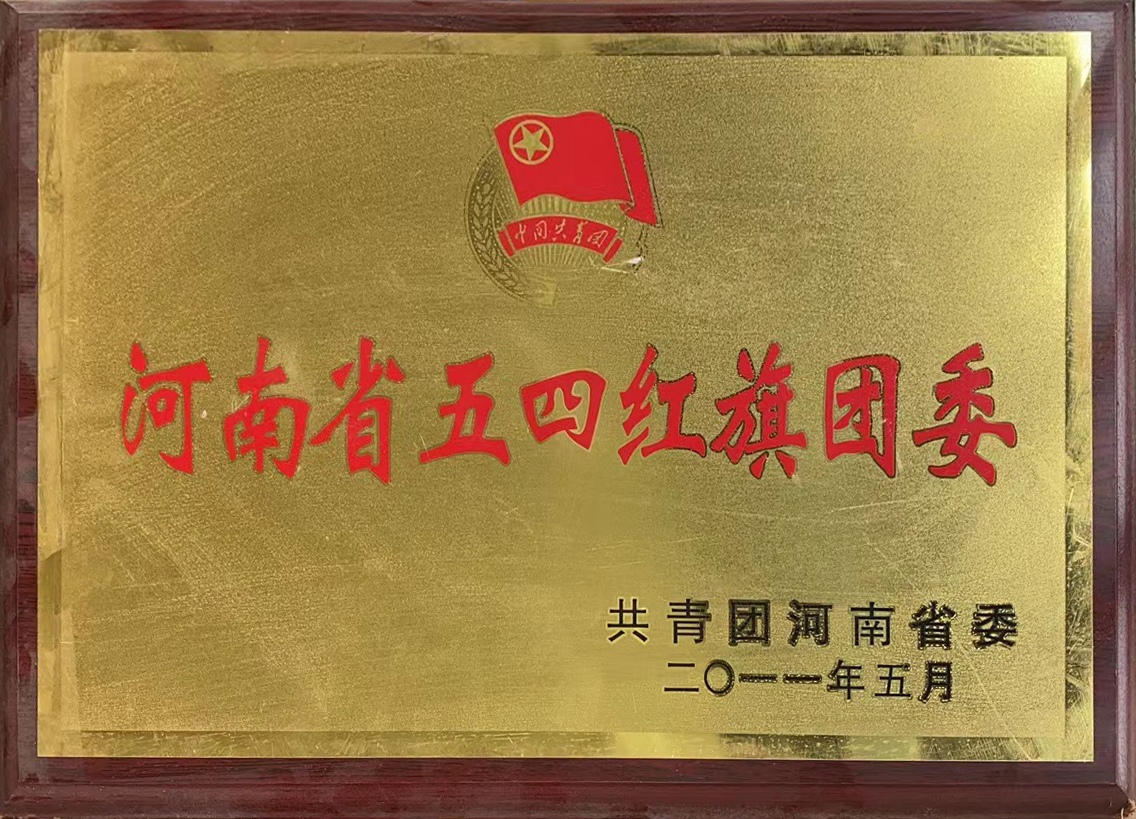 中国共青团
河南省五四红旗团委
共青团河南省委
二〇一一年五月